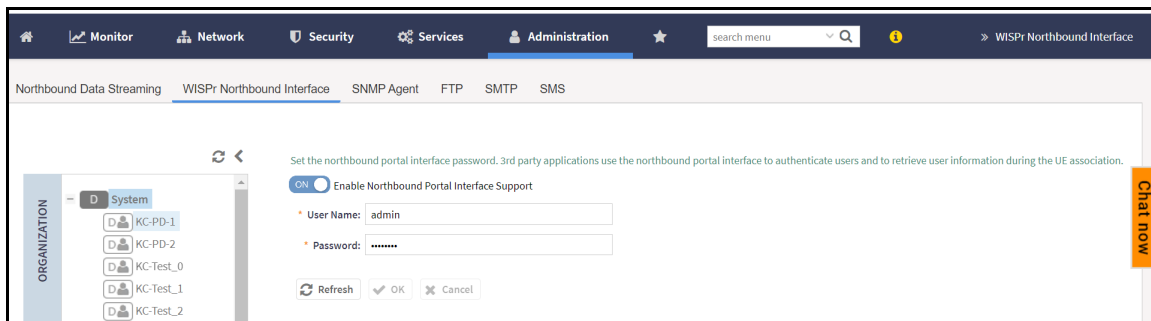 Monitor Network Security Services Administration search menu » WISPr Northbound Interface
Northbound Data Streaming WISPr Northbound Interface SNMP Agent FTP SMTP SMS
Set the northbound portal interface password. 3rd party applications use the northbound portal interface to authenticate users and to retrieve user information during the UE association.
ON Enable Northbound Portal Interface Support
* User Name: admin
* Password: ••••••••
Refresh OK Cancel
ORGANIZATION
D System
D KC-PD-1
D KC-PD-2
D KC-Test_0
D KC-Test_1
D KC-Test_2
Chat now